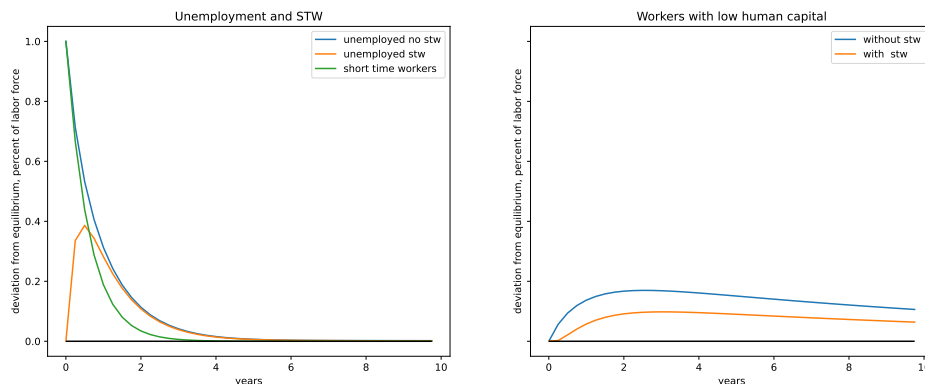 Unemployment and STW
deviation from equilibrium, percent of labor force
1.0
0.8
0.6
0.4
0.2
0.0
unemployed no stw
unemployed stw
short time workers
0 2 4 6 8 10
years
Workers with low human capital
deviation from equilibrium, percent of labor force
without stw
with stw
0 2 4 6 8
years